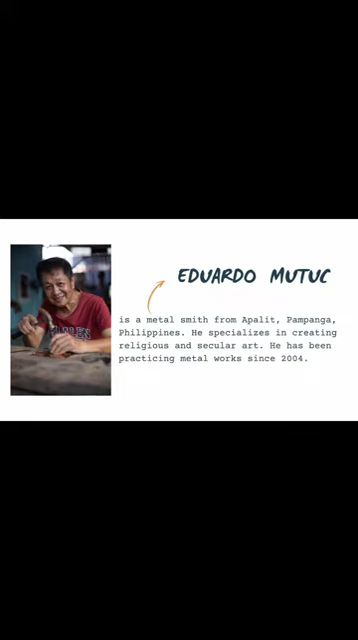 EDUARDO MUTUC
is a metal smith from Apalit, Pampanga,
Philippines. He specializes in creating
religious and secular art. He has been
practicing metal works since 2004.